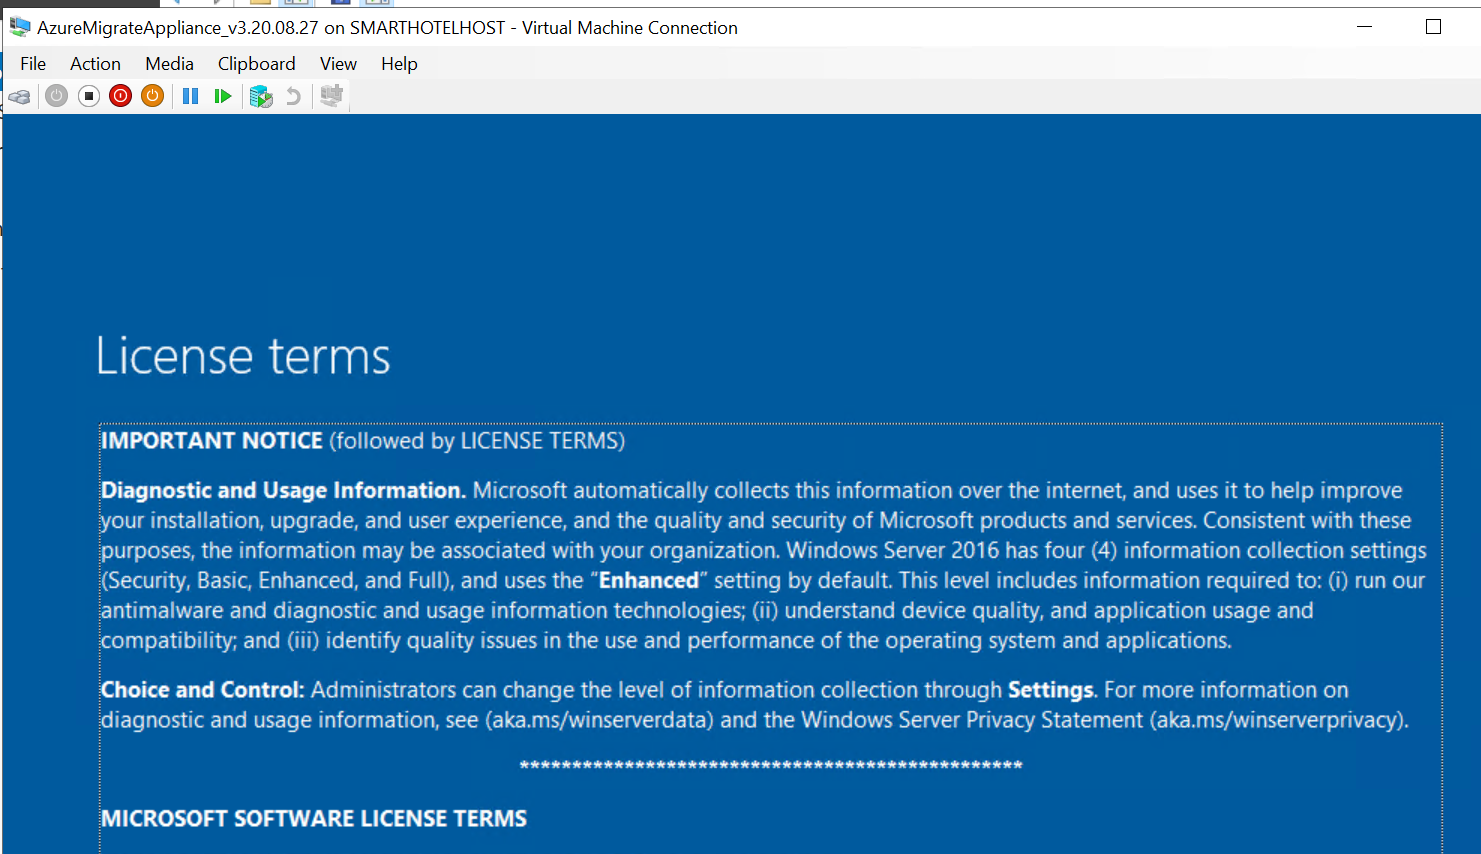 AzureMigrateAppliance_v3.20.08.27 on SMARTHOTELHOST - Virtual Machine Connection
File Action Media Clipboard View Help
License terms
IMPORTANT NOTICE (followed by LICENSE TERMS)
Diagnostic and Usage Information. Microsoft automatically collects this information over the internet, and uses it to help improve
your installation, upgrade, and user experience, and the quality and security of Microsoft products and services. Consistent with these
purposes, the information may be associated with your organization. Windows Server 2016 has four (4) information collection settings
(Security, Basic, Enhanced, and Full), and uses the “Enhanced” setting by default. This level includes information required to: (i) run our
antimalware and diagnostic and usage information technologies; (ii) understand device quality, and application usage and
compatibility; and (iii) identify quality issues in the use and performance of the operating system and applications.
Choice and Control: Administrators can change the level of information collection through Settings. For more information on
diagnostic and usage information, see (aka.ms/winserverdata) and the Windows Server Privacy Statement (aka.ms/winserverprivacy).
************************************************
MICROSOFT SOFTWARE LICENSE TERMS